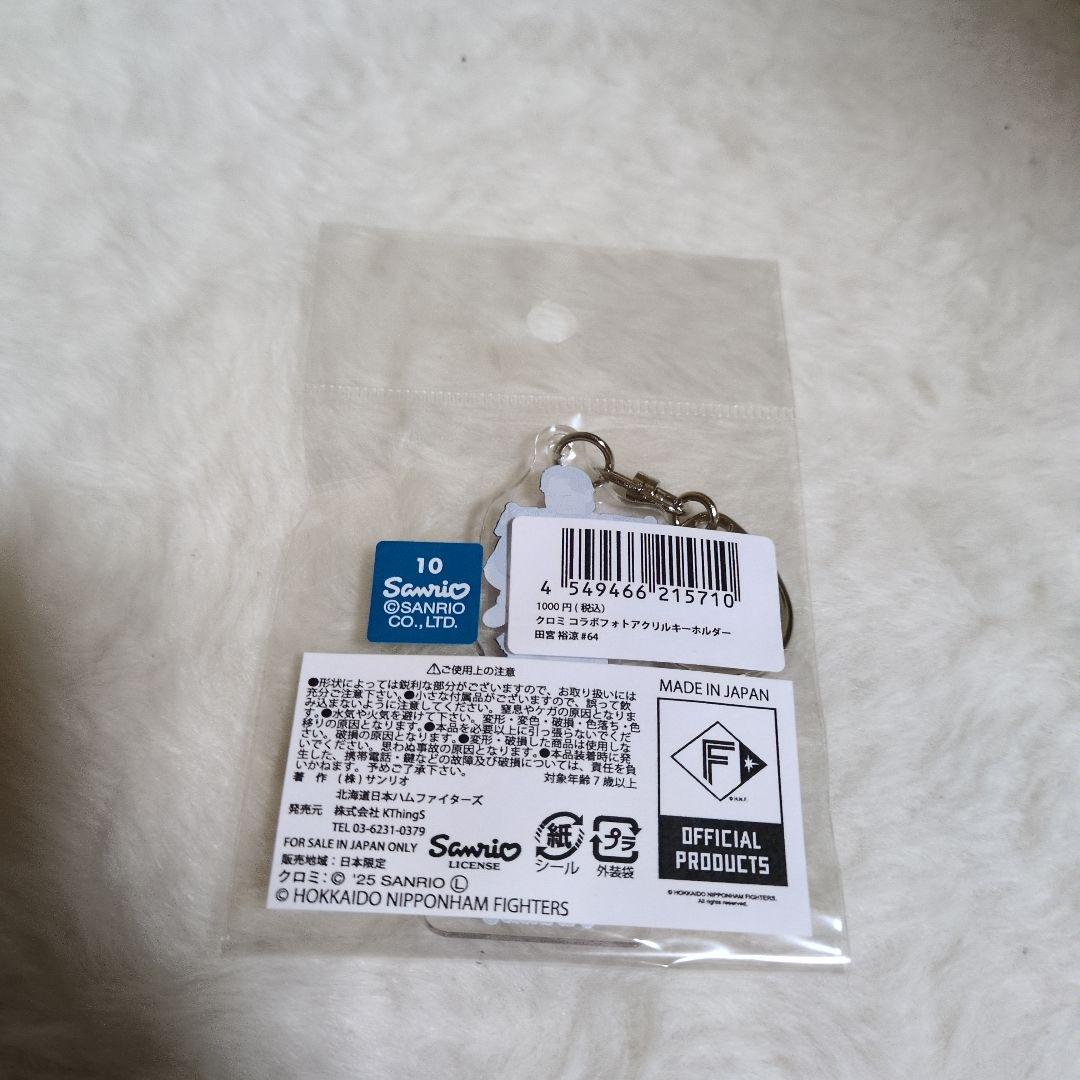 10
Sanrio
©SANRIO
CO., LTD.
4 549466 215710
1000円(税込)
クロミ コラボフォトアクリルキーホルダー
田宮 裕涼 #64
⚠ご使用上の注意
●形状によっては鋭利な部分がございますので、お取り扱いには
充分ご注意下さい。●小さな付属品がございますので、誤って飲
み込まないように注意してください。窒息やケガの原因となりま
す。●水気や火気を避けて下さい。変形・変色・破損・色落ち・色
移りの原因となります。●本品を必要以上に引っ張らないでくだ
さい。破損の原因となります。●変形・破損した商品は使用しな
いでください。思わぬ事故の原因となります。●本品装着時に発
生した、携帯電話・鍵などの故障及び破損については、責任を負
いかねます。予めご了承下さい。
対象年齢7歳以上
著 作 (株)サンリオ
北海道日本ハムファイターズ
発売元 株式会社 KThingS
TEL 03-6231-0379
FOR SALE IN JAPAN ONLY
販売地域:日本限定
クロミ:© '25 SANRIO Ⓛ
© HOKKAIDO NIPPONHAM FIGHTERS
Sanrio
LICENSE
紙
シール
プラ
外装袋
MADE IN JAPAN
F
© H.N.F.
OFFICIAL
PRODUCTS
© HOKKAIDO NIPPONHAM FIGHTERS.
All rights reserved.